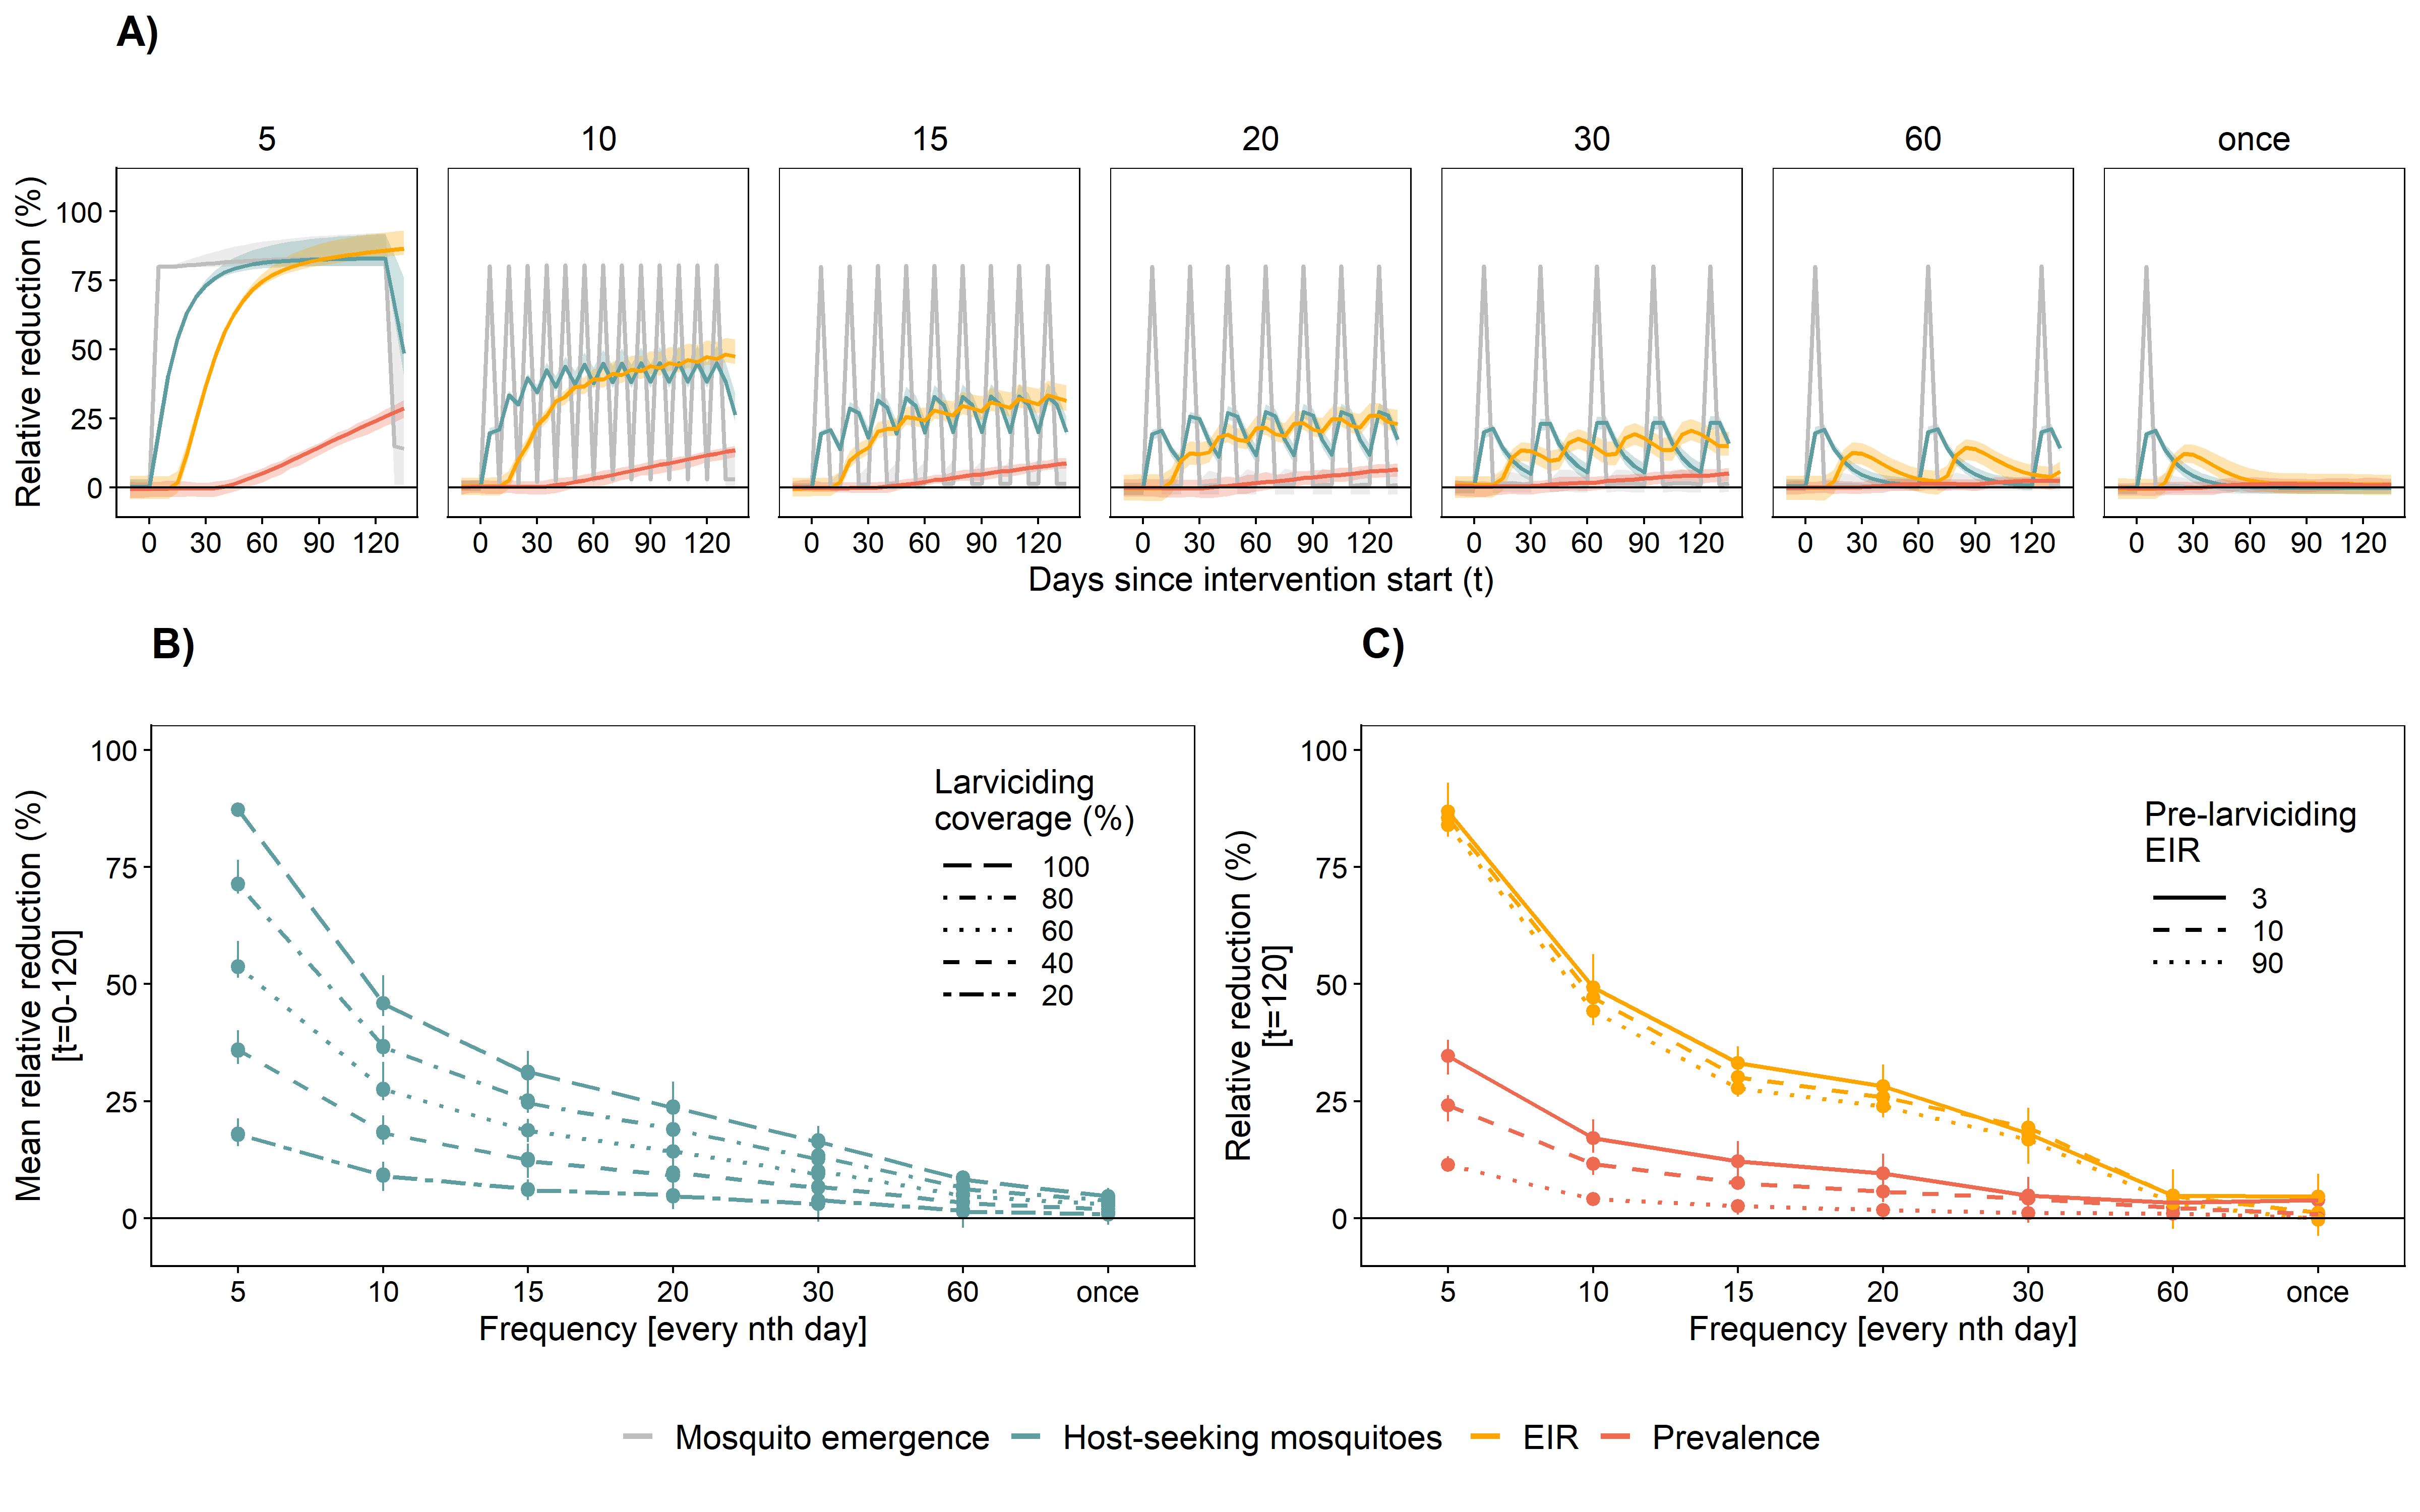 A)
5 10 15 20 30 60 once
Relative reduction (%)
100
75
50
25
0
0 30 60 90 120 0 30 60 90 120 0 30 60 90 120 0 30 60 90 120 0 30 60 90 120 0 30 60 90 120 0 30 60 90 120
Days since intervention start (t)
B)
Mean relative reduction (%)
[t=0-120]
100
75
50
25
0
Larviciding
coverage (%)
100
80
60
40
20
5 10 15 20 30 60 once
Frequency [every nth day]
C)
Relative reduction (%)
[t=120]
100
75
50
25
0
Pre-larviciding
EIR
3
10
90
5 10 15 20 30 60 once
Frequency [every nth day]
Mosquito emergence Host-seeking mosquitoes EIR Prevalence